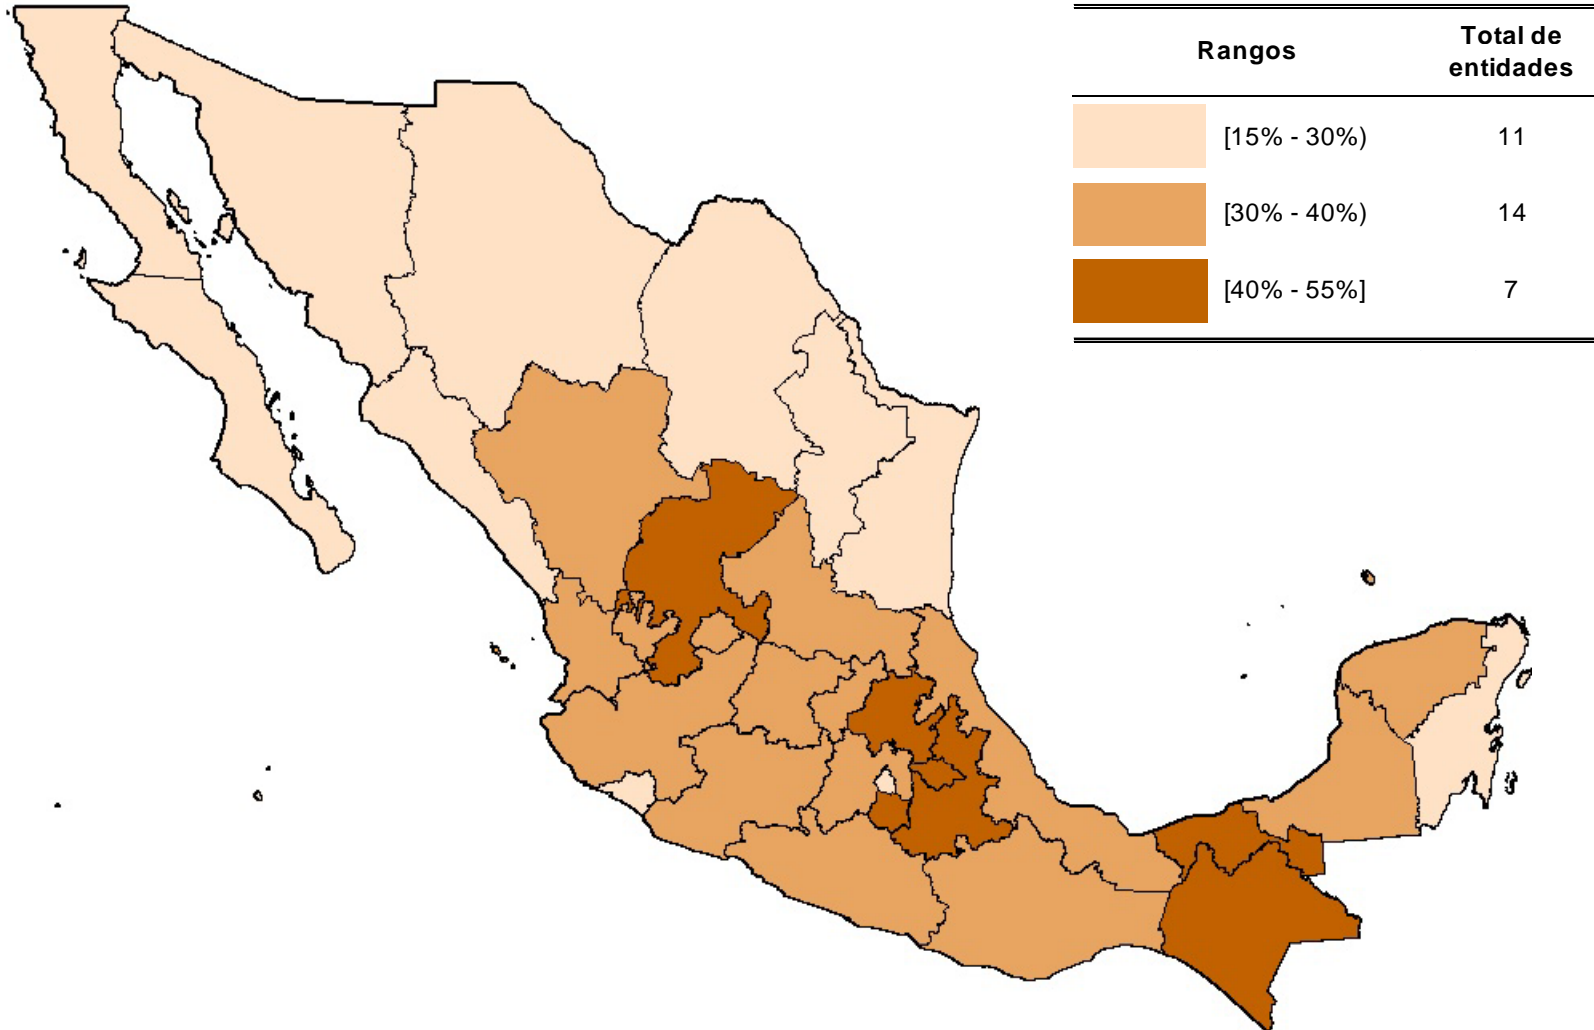 Rangos
Total de
entidades
[15% - 30%) 11
[30% - 40%) 14
[40% - 55%] 7